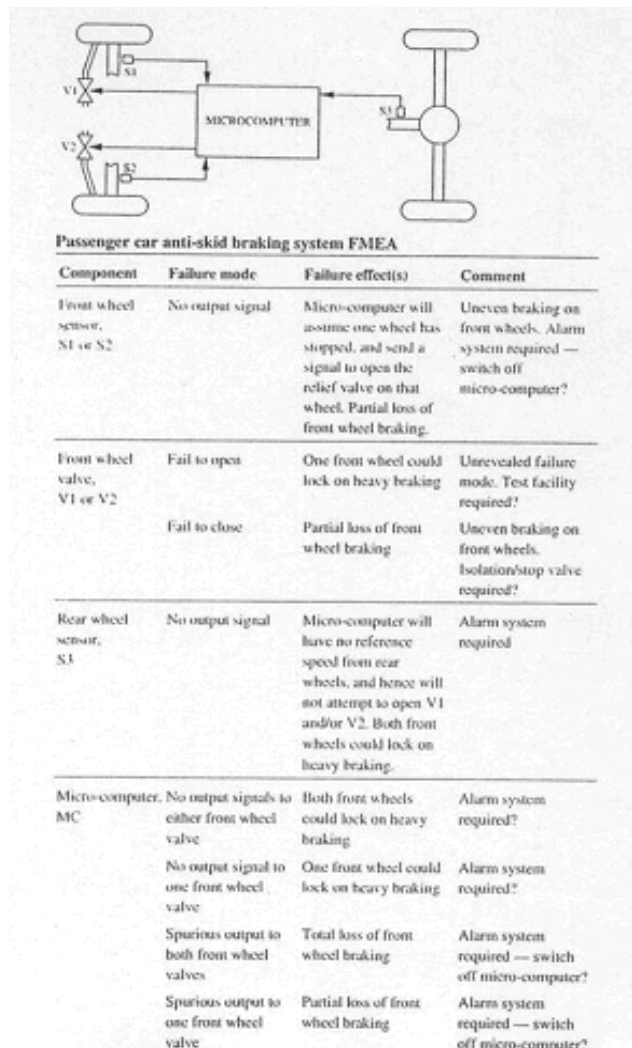 S1
V1
MICROCOMPUTER
S3
V2
S2
Passenger car anti-skid braking system FMEA
Component Failure mode Failure effect(s) Comment
Front wheel No output signal Micro-computer will Uneven braking on
sensor, assume one wheel has front wheels. Alarm
S1 or S2 stopped, and send a system required —
signal to open the switch off
relief valve on that micro-computer?
wheel. Partial loss of
front wheel braking.
Front wheel Fail to open One front wheel could Unrevealed failure
valve, lock on heavy braking mode. Test facility
V1 or V2 required?
Fail to close Partial loss of front Uneven braking on
wheel braking front wheels.
Isolation/stop valve
required?
Rear wheel No output signal Micro-computer will Alarm system
sensor, have no reference required
S3 speed from rear
wheels, and hence will
not attempt to open V1
and/or V2. Both front
wheels could lock on
heavy braking.
Micro-computer, No output signals to Both front wheels Alarm system
MC either front wheel could lock on heavy required?
valve braking
No output signal to One front wheel could Alarm system
one front wheel lock on heavy braking required?
valve
Spurious output to Total loss of front Alarm system
both front wheel wheel braking required — switch
valves off micro-computer?
Spurious output to Partial loss of front Alarm system
one front wheel wheel braking required — switch
valve off micro-computer?